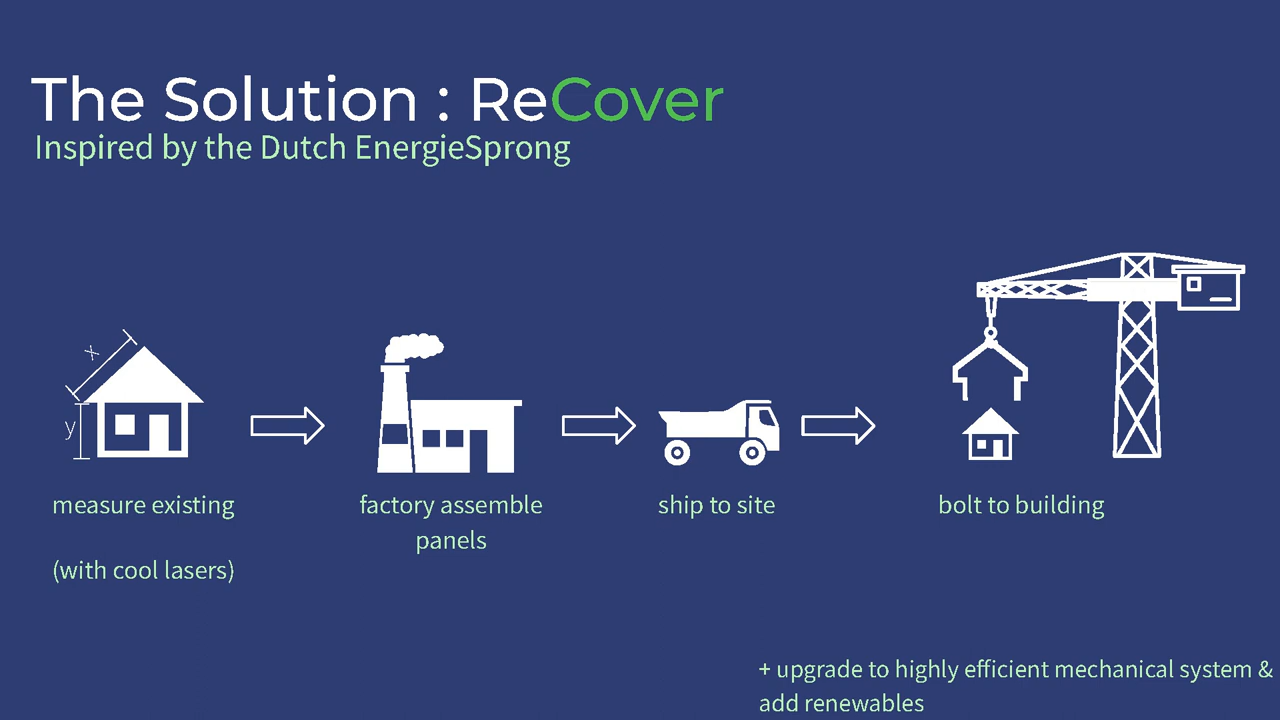 The Solution : ReCover
Inspired by the Dutch EnergieSprong
x
y
measure existing
(with cool lasers)
factory assemble
panels
ship to site
bolt to building
+ upgrade to highly efficient mechanical system &
add renewables